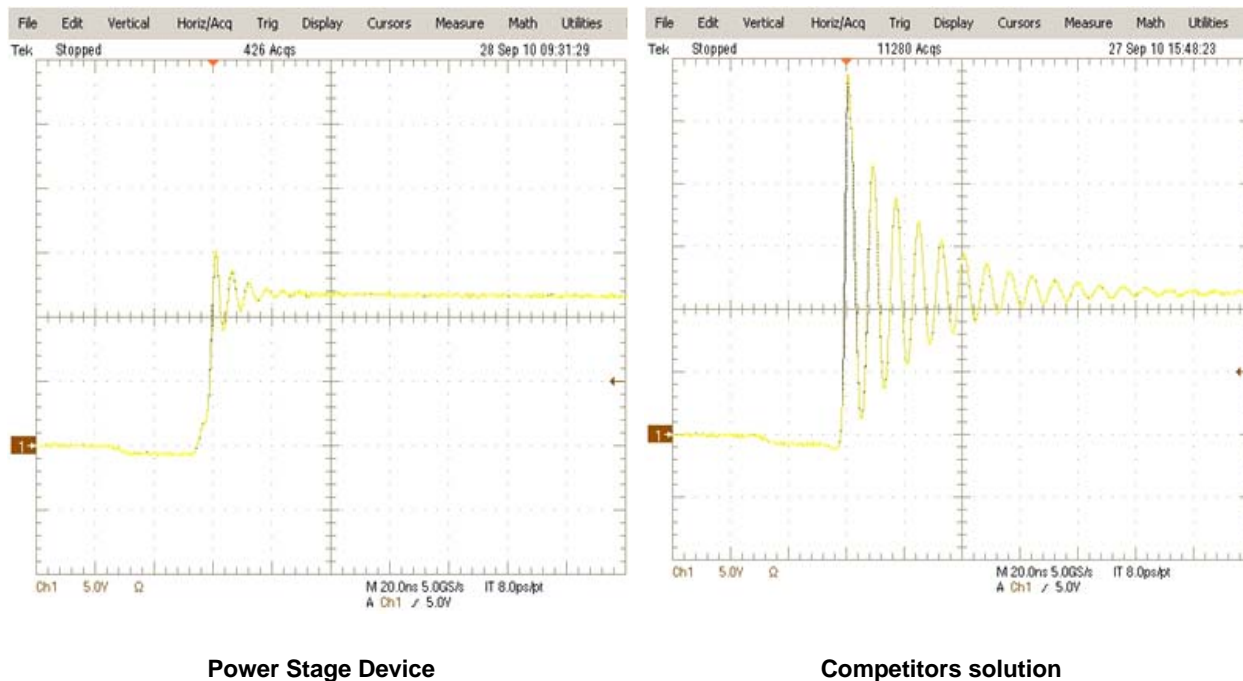 File Edit Vertical Horiz/Acq Trig Display Cursors Measure Math Utilities
Tek Stopped 426 Acqs 28 Sep 10 09:31:29
1
Ch1 5.0V Ω M 20.0ns 5.0GS/s IT 8.0ps/pt
A Ch1 / 5.0V
Power Stage Device
File Edit Vertical Horiz/Acq Trig Display Cursors Measure Math Utilities
Tek Stopped 11280 Acqs 27 Sep 10 15:48:23
1
Ch1 5.0V Ω M 20.0ns 5.0GS/s IT 8.0ps/pt
A Ch1 / 5.0V
Competitors solution